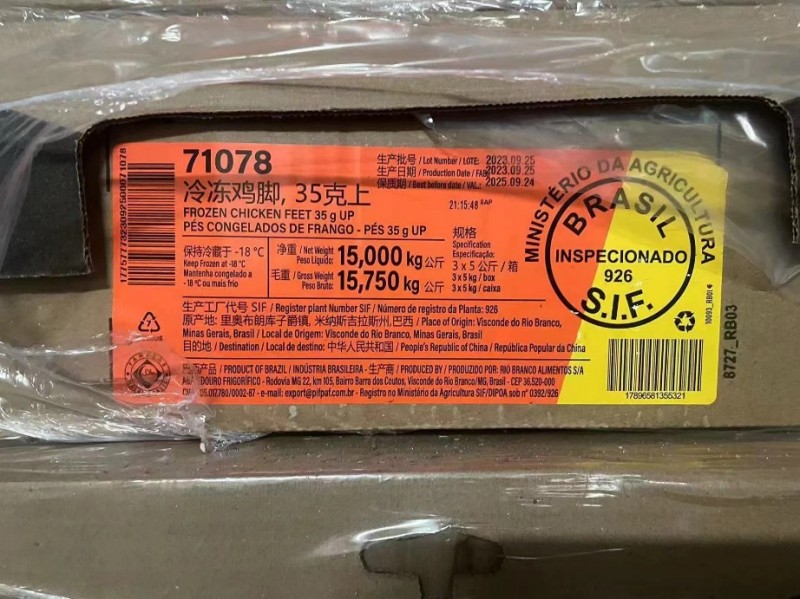 71078
冷冻鸡脚, 35克上
FROZEN CHICKEN FEET 35 g UP
PÉS CONGELADOS DE FRANGO - PÉS 35 g UP
生产批号 / Lot Number / LOTE: 2023.09.25
生产日期 / Production Date / FAB 2023.09.25
保质期 / Best before date / VAL.: 2025.09.24
21:15:48
保持冷藏于 -18 °C
Keep Frozen at -18 °C
Mantenha congelado a
-18 °C ou mais frio
净重 / Net Weight
Peso Líquido: 15,000 kg 公斤
毛重 / Gross Weight
Peso Bruto: 15,750 kg 公斤
规格
Specification
Especificação:
3 x 5 公斤 / 箱
3 x 5 kg / box
3 x 5 kg / caixa
生产工厂代号 SIF / Register plant Number SIF / Número de registro da Planta: 926
原产地: 里奥布朗库子爵镇, 米纳斯吉拉斯州, 巴西 / Place of Origin: Visconde do Rio Branco,
Minas Gerais, Brasil / Local de Origem: Visconde do Rio Branco, Minas Gerais, Brasil
目的地 / Destination / Local de destino: 中华人民共和国 / People's Republic of China / República Popular da China
产品 / PRODUCT OF BRAZIL / INDÚSTRIA BRASILEIRA - 生产商 / PRODUCED BY / PRODUZIDO POR: RIO BRANCO ALIMENTOS S/A
DOURO FRIGORÍFICO - Rodovia MG 22, km 105, Bairro Barra dos Coutos, Visconde do Rio Branco/MG, Brasil - CEP 36.520-000
05.017.780/0002-87 - e-mail: export@pifpaf.com.br - Registro no Ministério da Agricultura SIF/DIPOA sob n° 0392/926
MINISTÉRIO DA AGRICULTURA
BRASIL
INSPECIONADO
926
S.I.F.
17896581355321
10093_RB01
8727_RB03